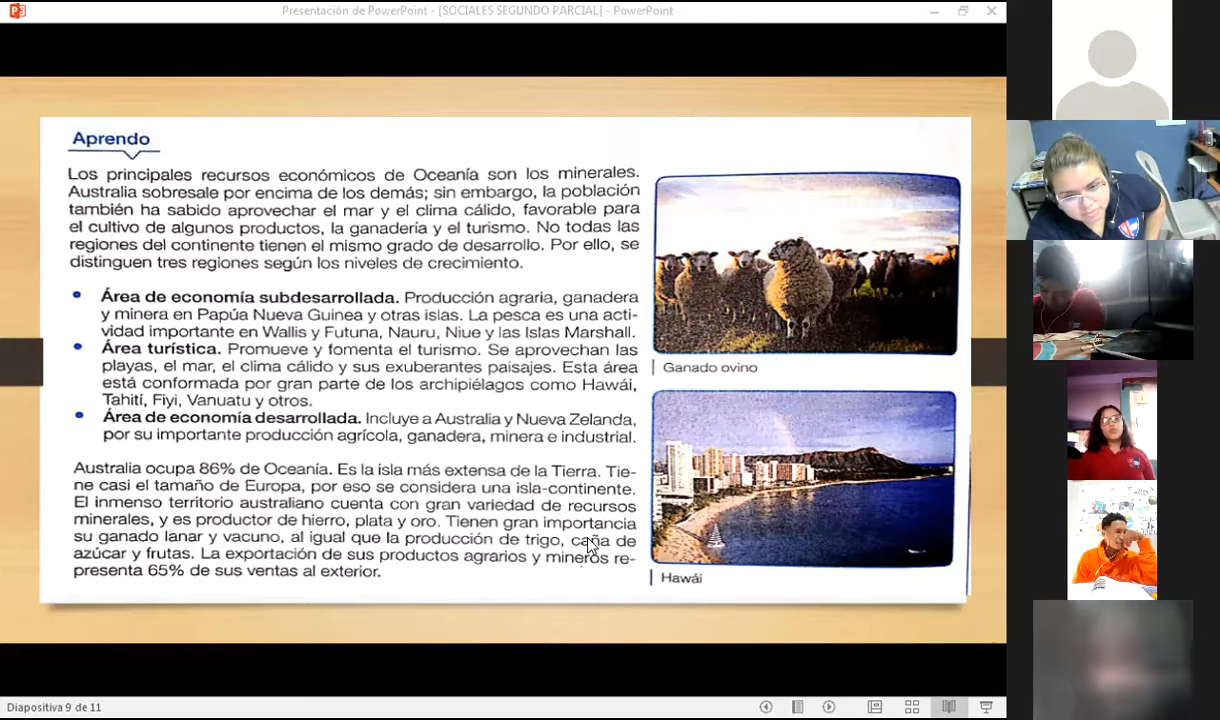 Presentación de PowerPoint - [SOCIALES SEGUNDO PARCIAL] - PowerPoint
Aprendo
Los principales recursos económicos de Oceanía son los minerales.
Australia sobresale por encima de los demás; sin embargo, la población
también ha sabido aprovechar el mar y el clima cálido, favorable para
el cultivo de algunos productos, la ganadería y el turismo. No todas las
regiones del continente tienen el mismo grado de desarrollo. Por ello, se
distinguen tres regiones según los niveles de crecimiento.
• Área de economía subdesarrollada. Producción agraria, ganadera
y minera en Papúa Nueva Guinea y otras islas. La pesca es una acti-
vidad importante en Wallis y Futuna, Nauru, Niue y las Islas Marshall.
• Área turística. Promueve y fomenta el turismo. Se aprovechan las
playas, el mar, el clima cálido y sus exuberantes paisajes. Esta área
está conformada por gran parte de los archipiélagos como Hawái,
Tahití, Fiyi, Vanuatu y otros.
• Área de economía desarrollada. Incluye a Australia y Nueva Zelanda,
por su importante producción agrícola, ganadera, minera e industrial.
Australia ocupa 86% de Oceanía. Es la isla más extensa de la Tierra. Tie-
ne casi el tamaño de Europa, por eso se considera una isla-continente.
El inmenso territorio australiano cuenta con gran variedad de recursos
minerales, y es productor de hierro, plata y oro. Tienen gran importancia
su ganado lanar y vacuno, al igual que la producción de trigo, caña de
azúcar y frutas. La exportación de sus productos agrarios y mineros re-
presenta 65% de sus ventas al exterior.
Ganado ovino
Hawái
Diapositiva 9 de 11